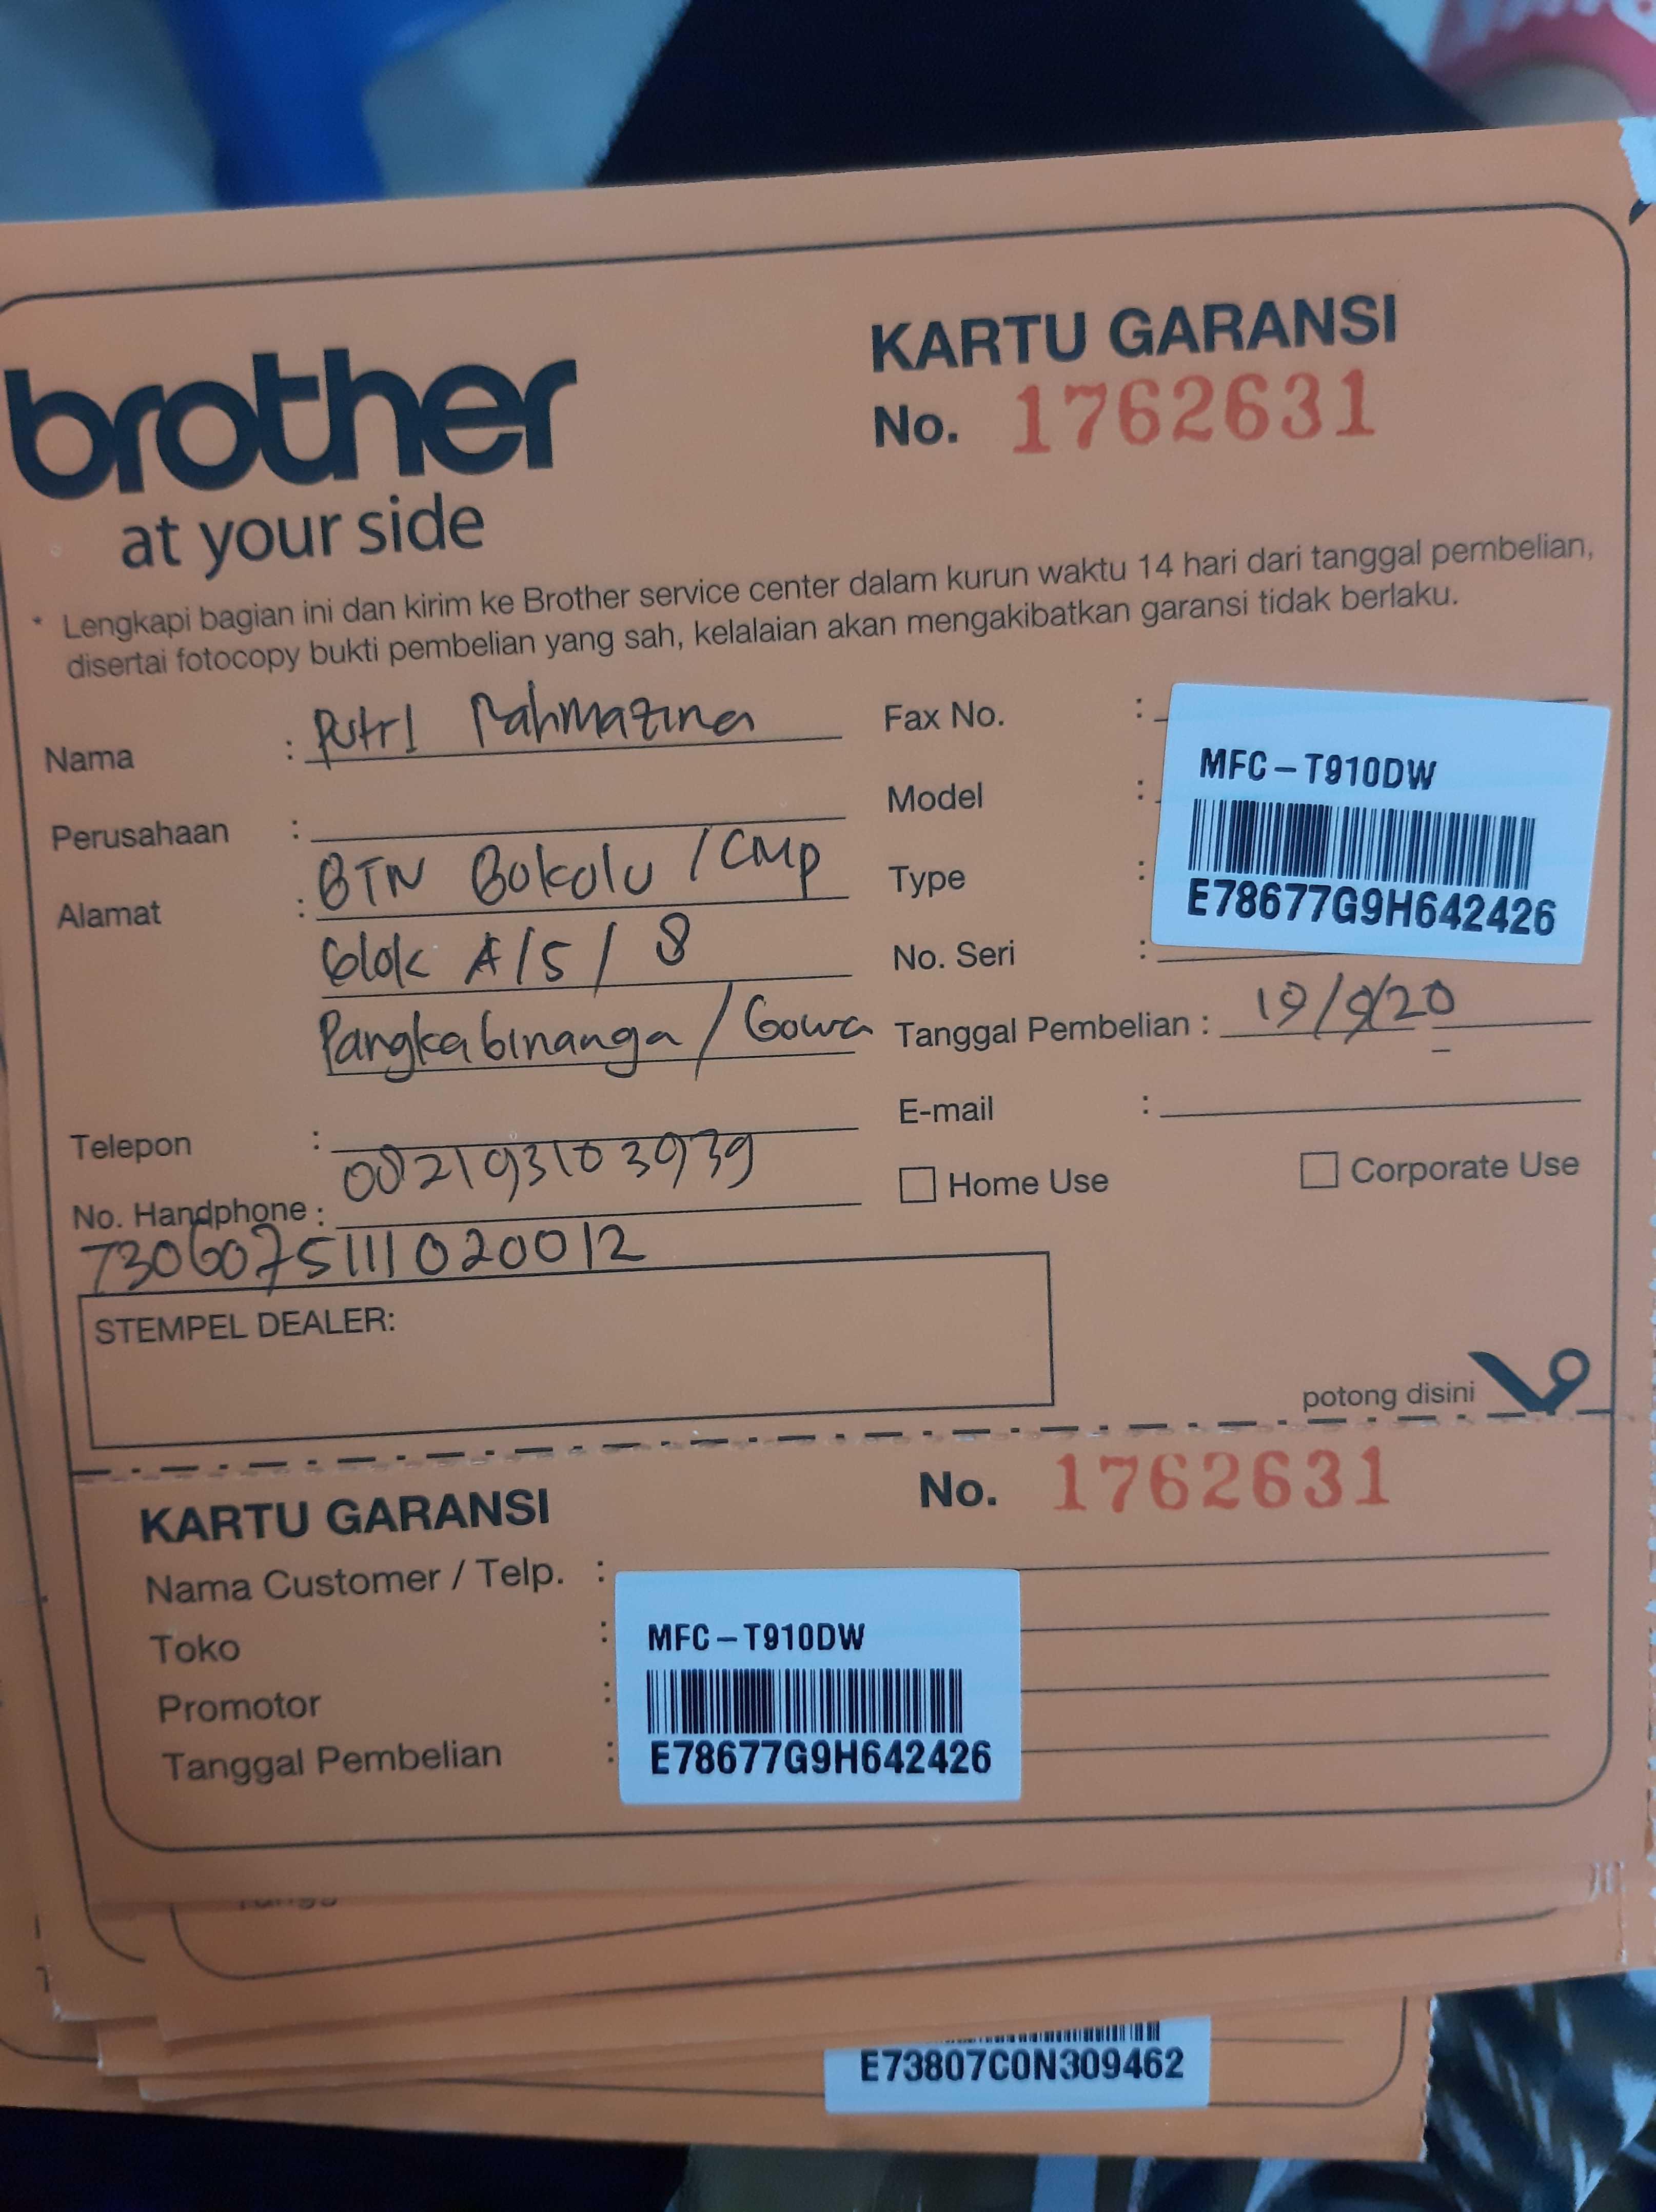 brother
at your side
KARTU GARANSI
No. 1762631
* Lengkapi bagian ini dan kirim ke Brother service center dalam kurun waktu 14 hari dari tanggal pembelian,
disertai fotocopy bukti pembelian yang sah, kelalaian akan mengakibatkan garansi tidak berlaku.
Nama : Putri Rahmazina
Perusahaan :
Alamat : BTN Bokolu / CMP
blok A/5/ 8
Pangkabinanga / Gowa
Telepon :
No. Handphone : 082193103939
7306075111020012
Fax No. :
Model :
Type :
No. Seri :
MFC-T910DW
E78677G9H642426
Tanggal Pembelian : 19/9/20
E-mail :
Home Use
Corporate Use
STEMPEL DEALER:
potong disini
KARTU GARANSI
No. 1762631
Nama Customer / Telp. :
Toko :
Promotor :
Tanggal Pembelian :
MFC-T910DW
E78677G9H642426
E73807C0N309462